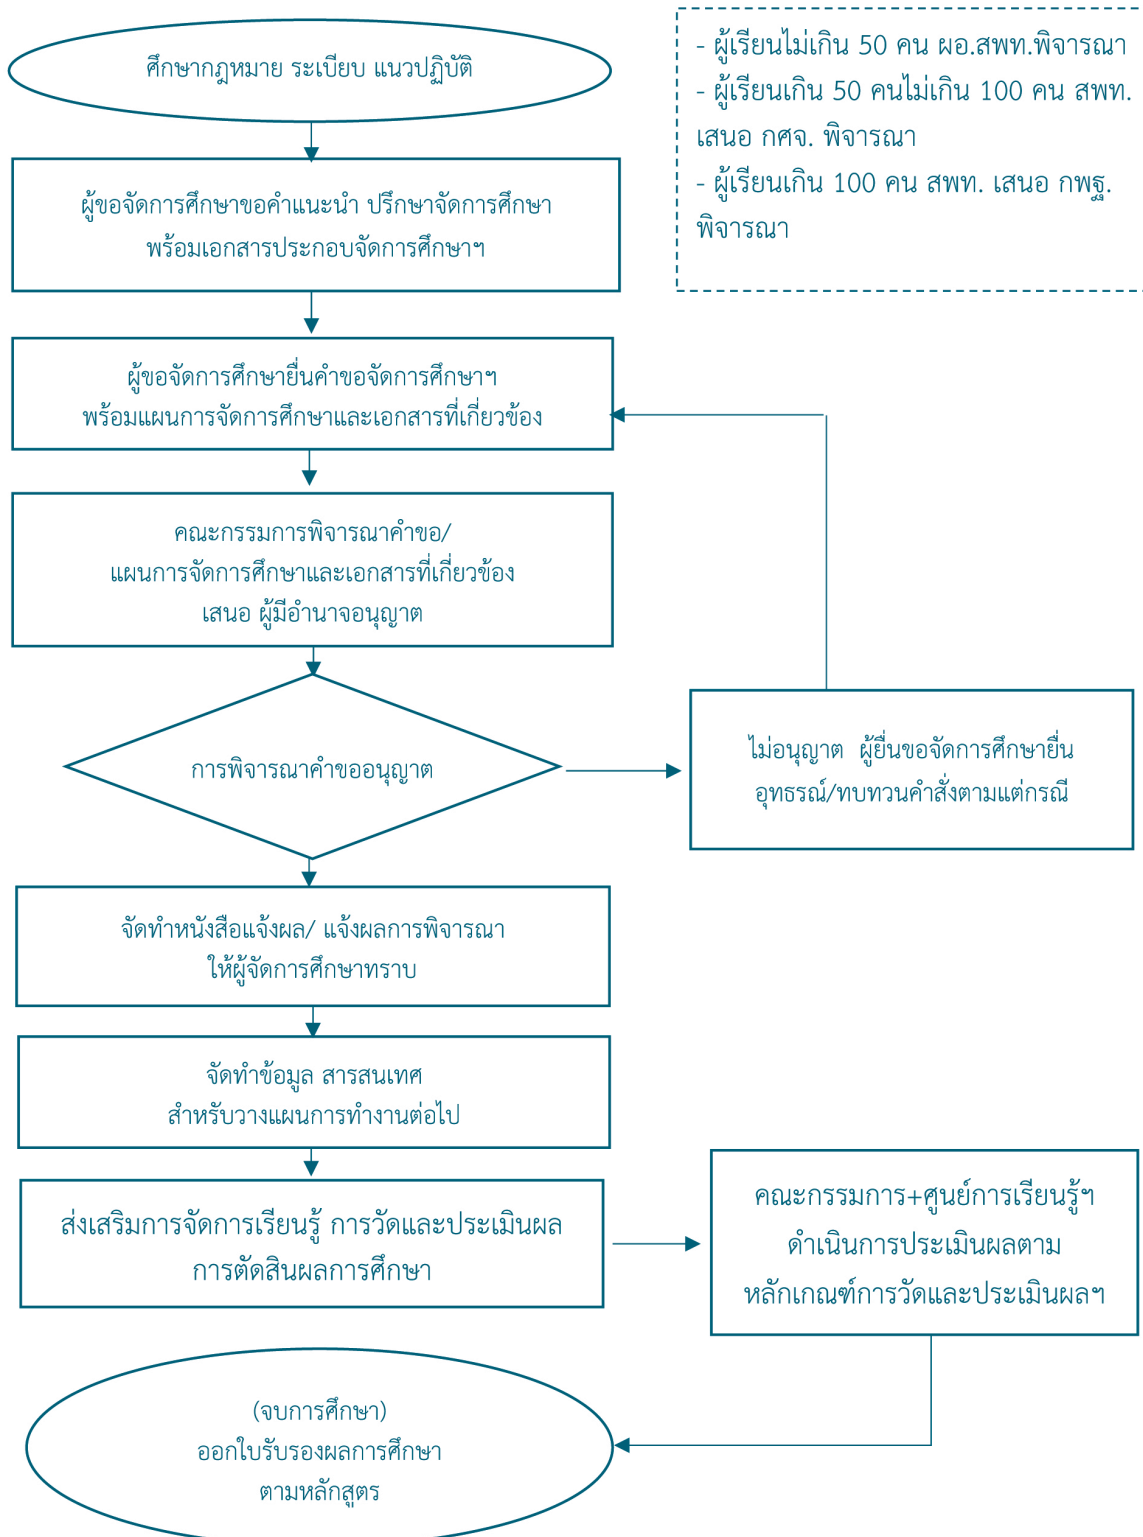 ศึกษากฎหมาย ระเบียบ แนวปฏิบัติ
- ผู้เรียนไม่เกิน 50 คน ผอ.สพท.พิจารณา
- ผู้เรียนเกิน 50 คนไม่เกิน 100 คน สพท.
เสนอ กศจ. พิจารณา
- ผู้เรียนเกิน 100 คน สพท. เสนอ กพฐ.
พิจารณา
ผู้ขอจัดการศึกษาขอคำแนะนำ ปรึกษาจัดการศึกษา
พร้อมเอกสารประกอบจัดการศึกษาฯ
ผู้ขอจัดการศึกษายื่นคำขอจัดการศึกษาฯ
พร้อมแผนการจัดการศึกษาและเอกสารที่เกี่ยวข้อง
คณะกรรมการพิจารณาคำขอ/
แผนการจัดการศึกษาและเอกสารที่เกี่ยวข้อง
เสนอ ผู้มีอำนาจอนุญาต
การพิจารณาคำขออนุญาต
ไม่อนุญาต ผู้ยื่นขอจัดการศึกษายื่น
อุทธรณ์/ทบทวนคำสั่งตามแต่กรณี
จัดทำหนังสือแจ้งผล/ แจ้งผลการพิจารณา
ให้ผู้จัดการศึกษาทราบ
จัดทำข้อมูล สารสนเทศ
สำหรับวางแผนการทำงานต่อไป
ส่งเสริมการจัดการเรียนรู้ การวัดและประเมินผล
การตัดสินผลการศึกษา
คณะกรรมการ+ศูนย์การเรียนรู้ฯ
ดำเนินการประเมินผลตาม
หลักเกณฑ์การวัดและประเมินผลฯ
(จบการศึกษา)
ออกใบรับรองผลการศึกษา
ตามหลักสูตร